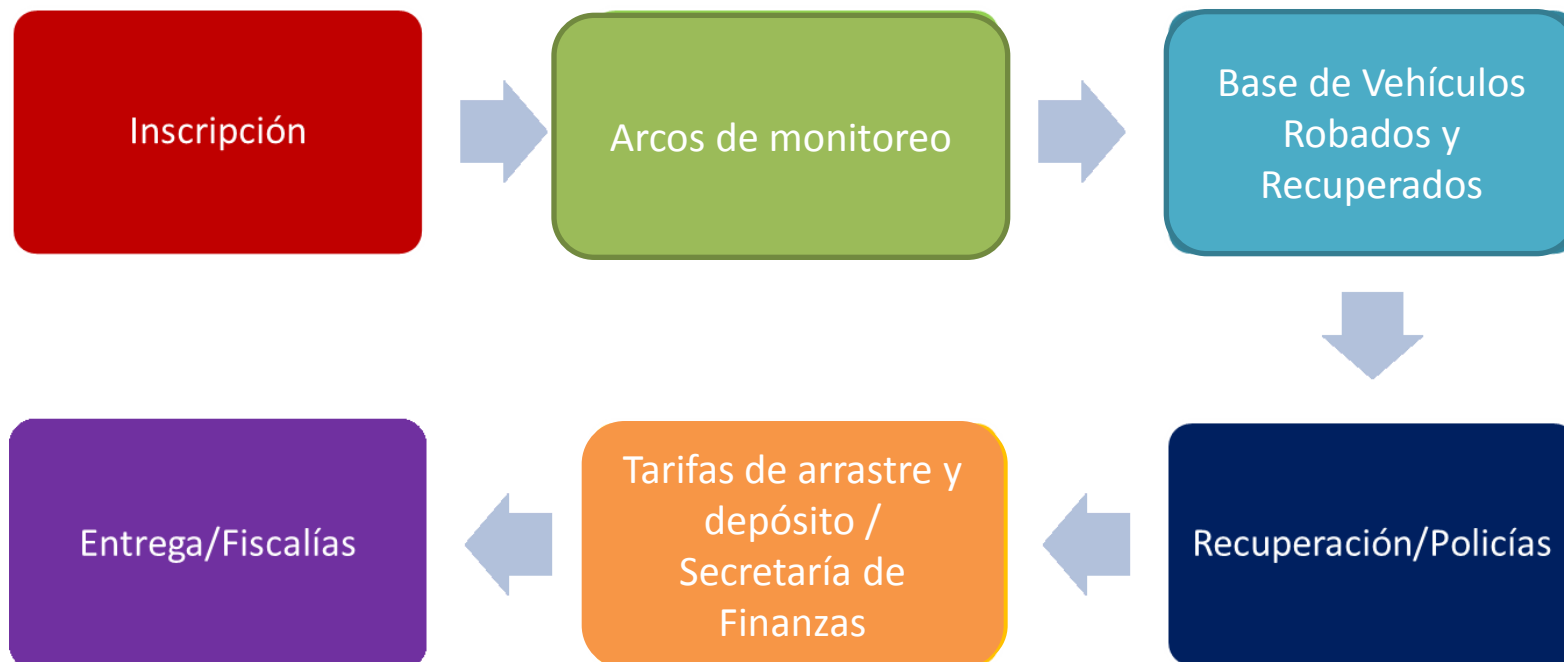 Inscripción
Arcos de monitoreo
Base de Vehículos
Robados y
Recuperados
Recuperación/Policías
Tarifas de arrastre y
depósito /
Secretaría de
Finanzas
Entrega/Fiscalías